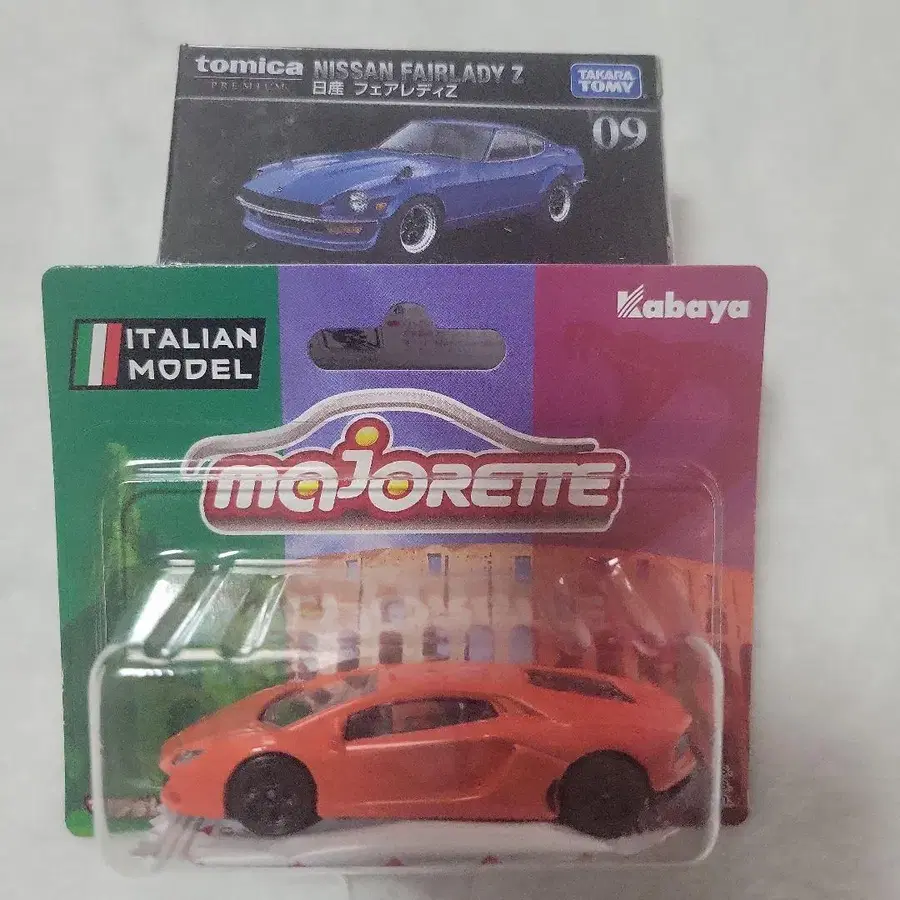 tomica
PREMIUM
NISSAN FAIRLADY Z
日産 フェアレディZ
TAKARA
TOMY
09
ITALIAN
MODEL
Kabaya
majorette